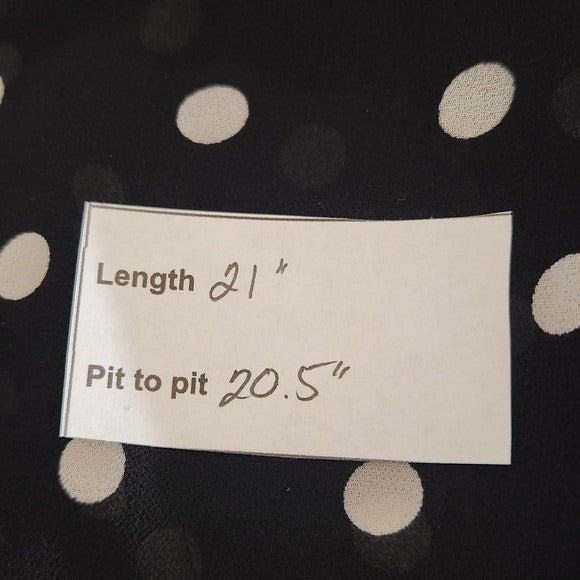 Length 21"
Pit to pit 20.5"